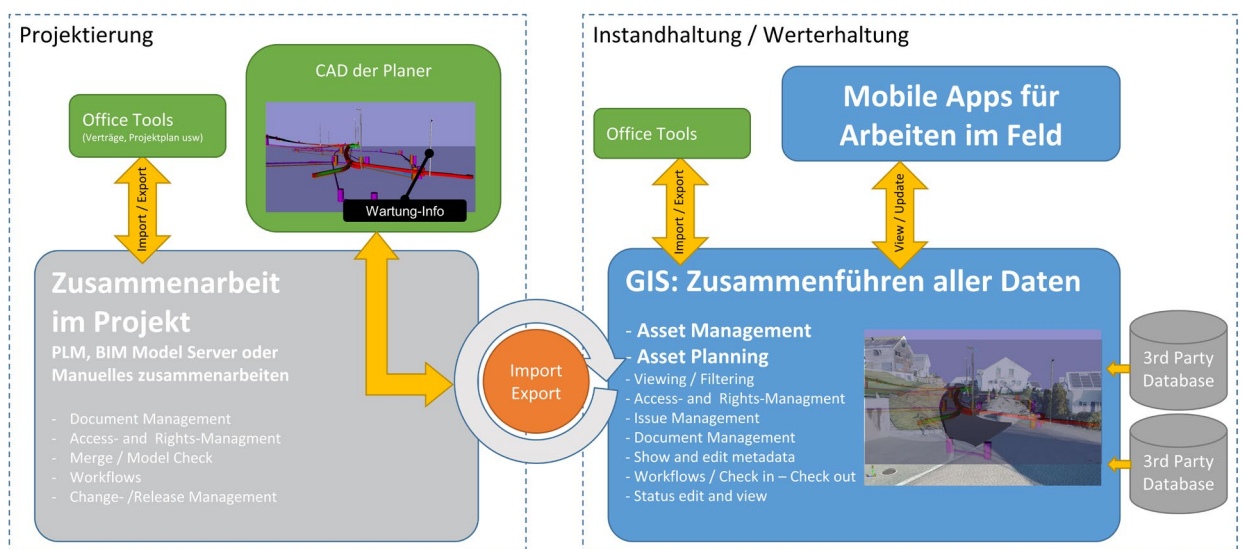 Projektierung
CAD der Planer
Office Tools
(Verträge, Projektplan usw)
Wartung-Info
Import / Export
Zusammenarbeit
im Projekt
PLM, BIM Model Server oder
Manuelles zusammenarbeiten
- Document Management
- Access- and Rights-Managment
- Merge / Model Check
- Workflows
- Change- /Release Management
Import
Export
Instandhaltung / Werterhaltung
Office Tools
Mobile Apps für
Arbeiten im Feld
Import / Export
View / Update
GIS: Zusammenführen aller Daten
- Asset Management
- Asset Planning
- Viewing / Filtering
- Access- and Rights-Managment
- Issue Management
- Document Management
- Show and edit metadata
- Workflows / Check in – Check out
- Status edit and view
3rd Party
Database
3rd Party
Database